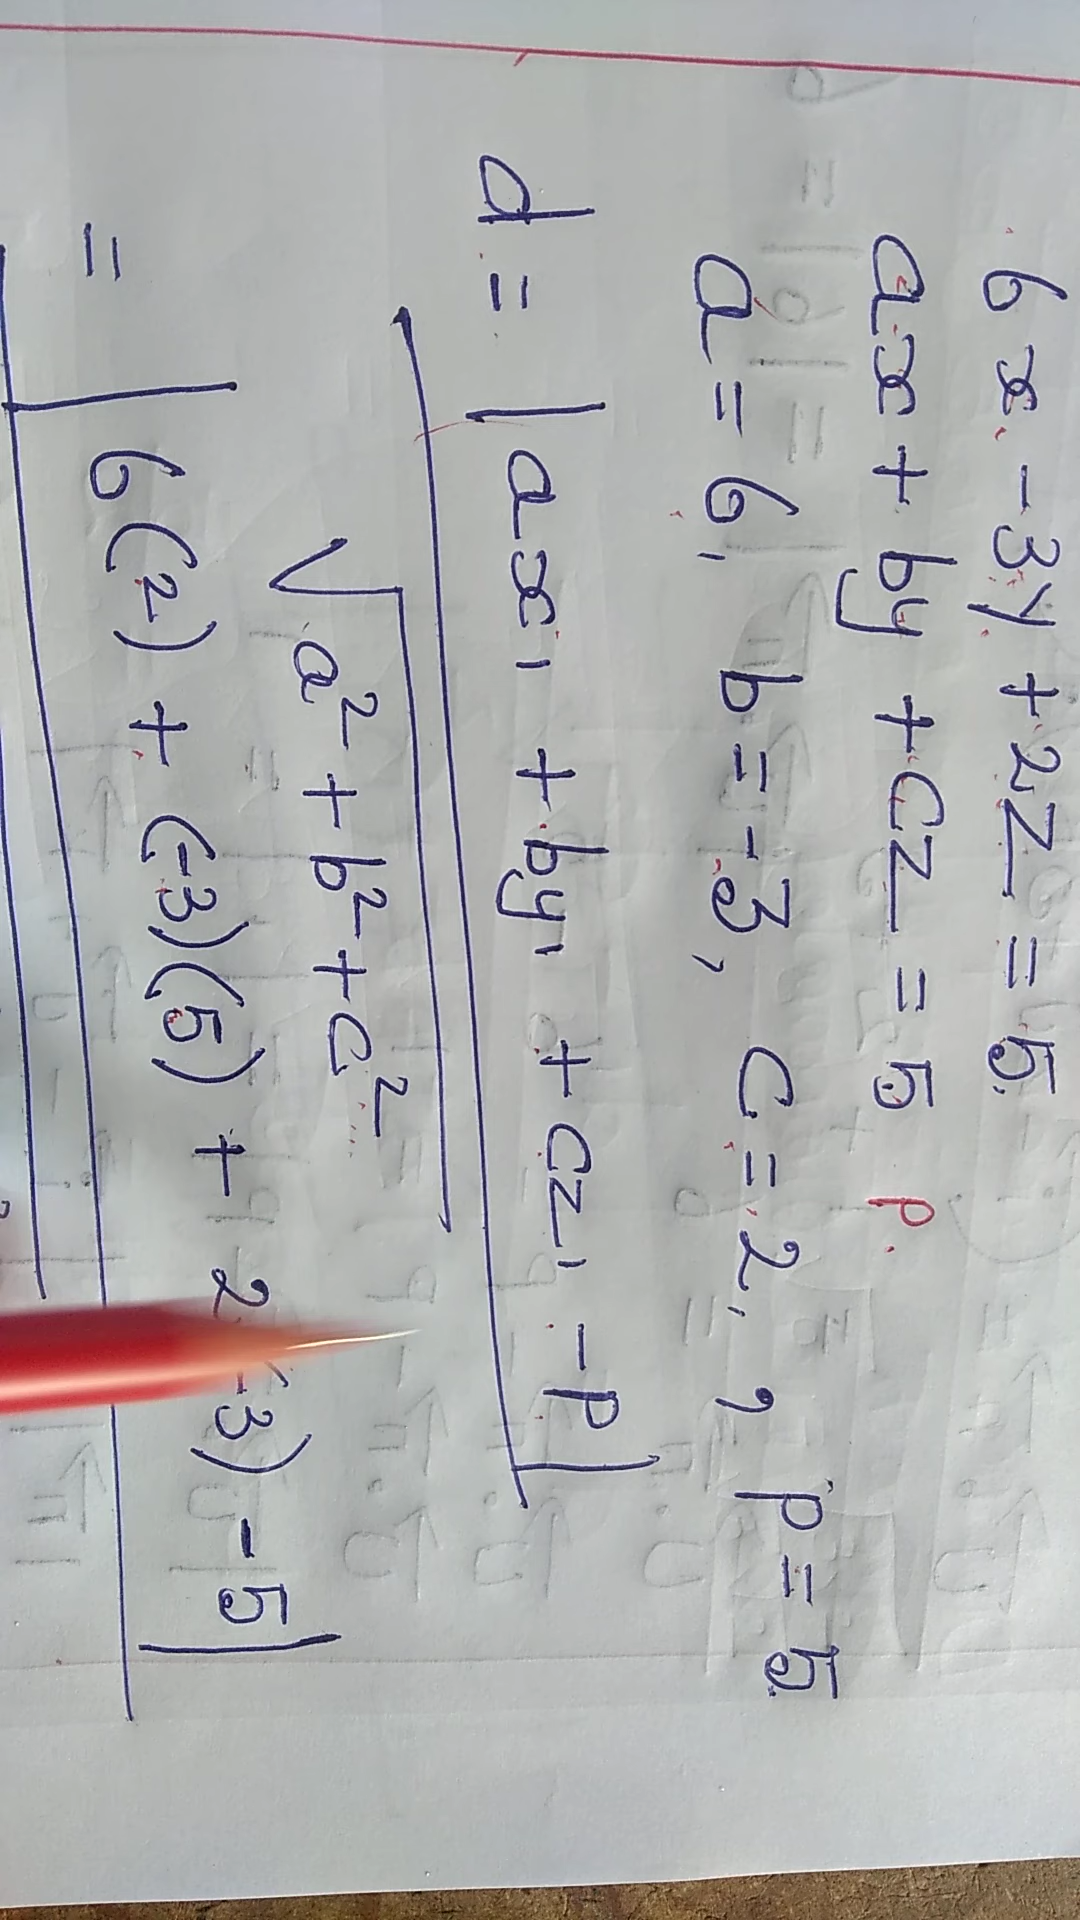 6x - 3y + 2z = 5.
ax + by + cz = 5 p.
a = 6, b = -3, c = 2, , p = 5.
d = |ax₁ + by₁ + cz₁ - p|
√a² + b² + c²
= |6(2) + (-3)(5) + 2(-3) - 5|